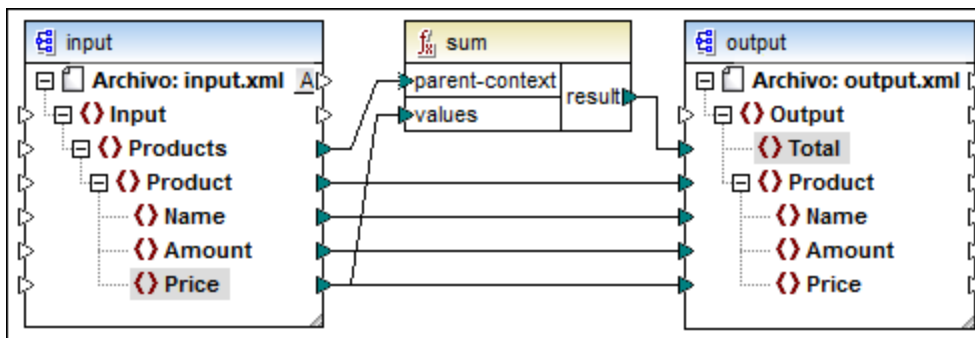 input
Archivo: input.xml A
Input
Products
Product
Name
Amount
Price
fx sum
parent-context
values
result
output
Archivo: output.xml
Output
Total
Product
Name
Amount
Price